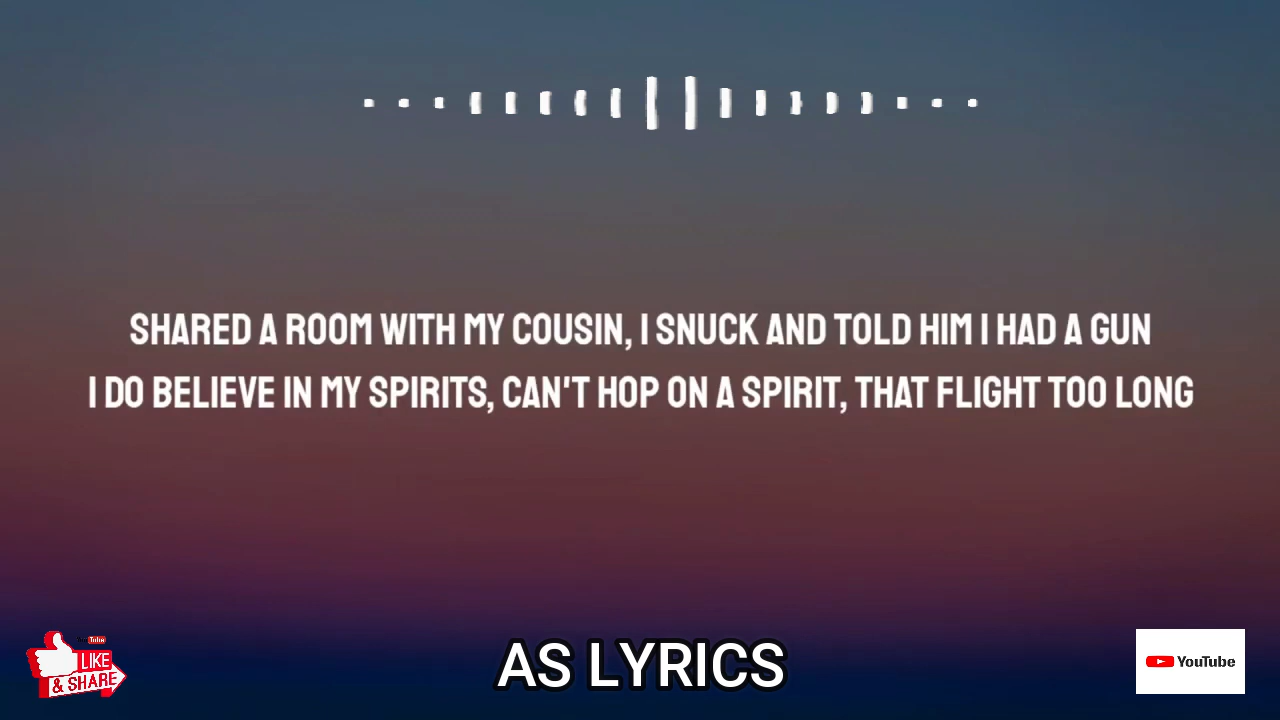 SHARED A ROOM WITH MY COUSIN, I SNUCK AND TOLD HIM I HAD A GUN
I DO BELIEVE IN MY SPIRITS, CAN'T HOP ON A SPIRIT, THAT FLIGHT TOO LONG
LIKE
& SHARE
AS LYRICS
YouTube